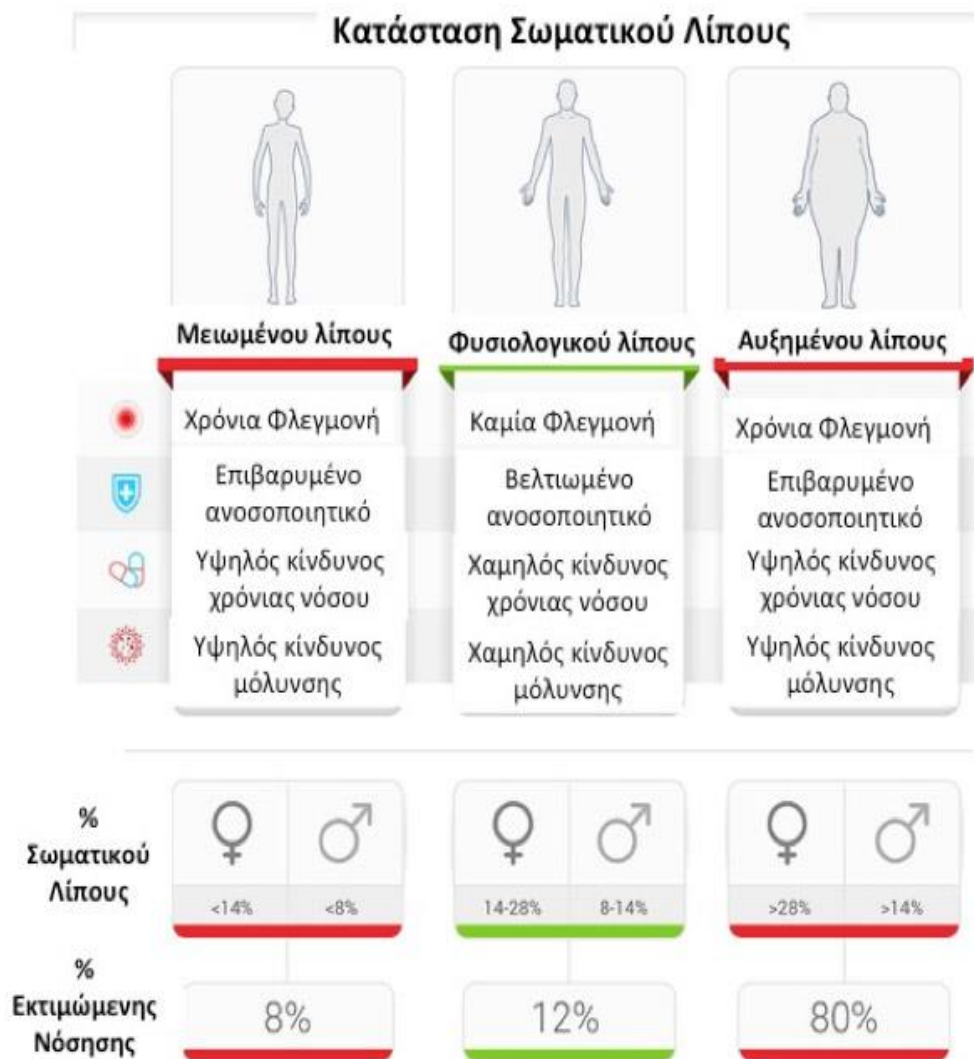 Κατάσταση Σωματικού Λίπους
Μειωμένου λίπους
Φυσιολογικού λίπους
Αυξημένου λίπους
Χρόνια Φλεγμονή
Καμία Φλεγμονή
Χρόνια Φλεγμονή
Επιβαρυμένο
ανοσοποιητικό
Βελτιωμένο
ανοσοποιητικό
Επιβαρυμένο
ανοσοποιητικό
Υψηλός κίνδυνος
χρόνιας νόσου
Χαμηλός κίνδυνος
χρόνιας νόσου
Υψηλός κίνδυνος
χρόνιας νόσου
Υψηλός κίνδυνος
μόλυνσης
Χαμηλός κίνδυνος
μόλυνσης
Υψηλός κίνδυνος
μόλυνσης
%
Σωματικού
Λίπους
<14%
<8%
14-28%
8-14%
>28%
>14%
%
Εκτιμώμενης
Νόσησης
8%
12%
80%